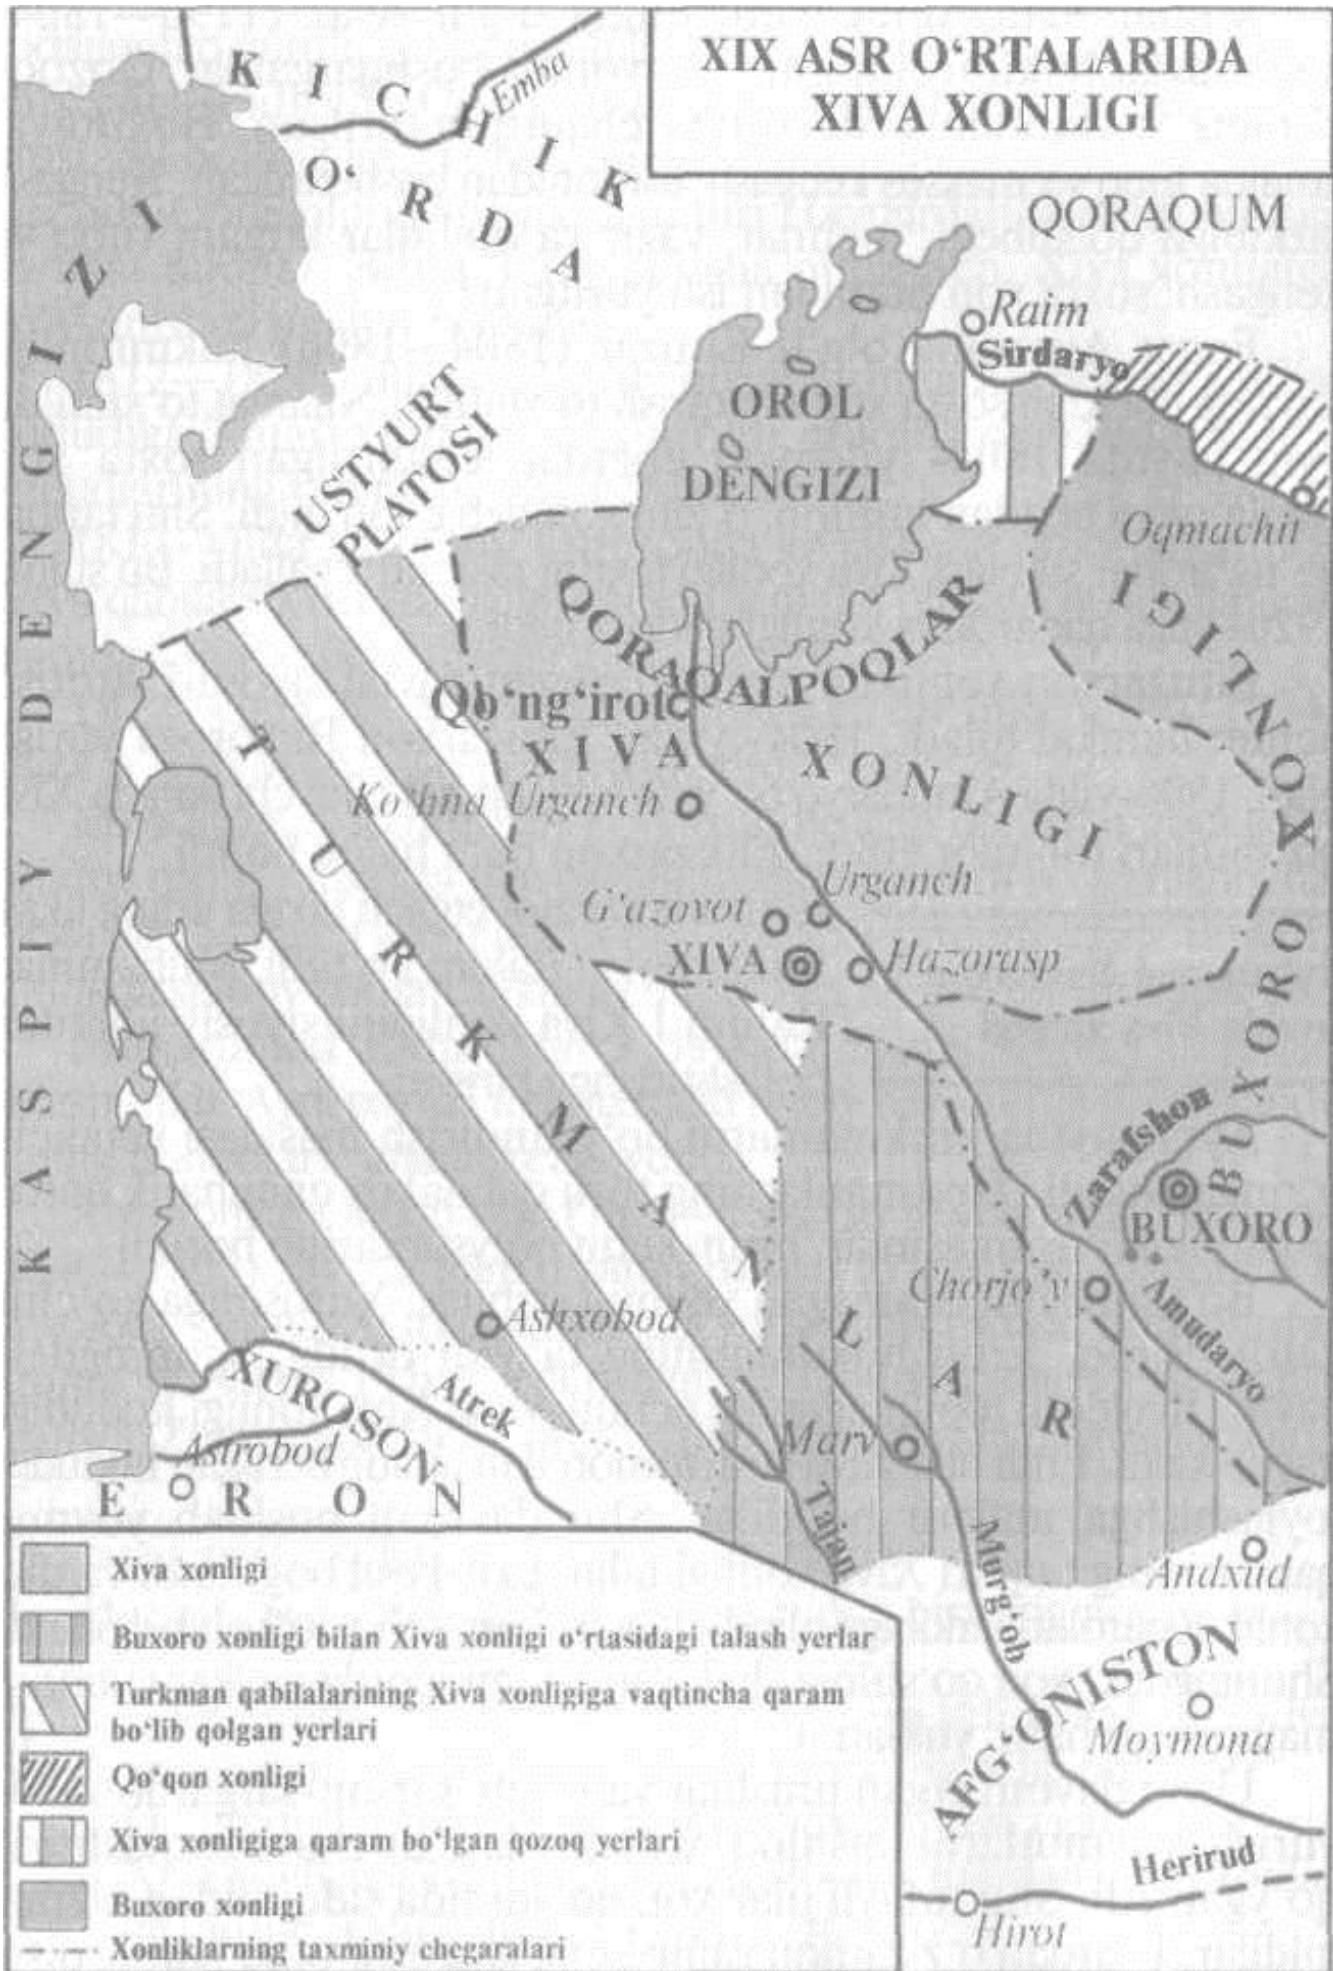 XIX ASR O‘RTALARIDA
XIVA XONLIGI
KICHIK
O‘RDA
Emba
QORAQUM
Raim
Sirdaryo
OROL
DENGIZI
USTYURT
PLATOSI
Oqmachit
KASPIY DENGIZI
QORAQALPOQLAR
Qo‘ng‘irot
XIVA XONLIGI
BUXORO XONLIGI
Ko‘hna Urganch
Urganch
G‘azovot
XIVA
Hazorasp
TURKMANLAR
Zarafshon
BUXORO
Chorjo‘y
Amudaryo
Ashxobod
XUROSON
Atrek
Astrobod
ERON
Marv
Tajan
Murg‘ob
Andxud
AFG‘ONISTON
Moymona
Herirud
Hirot
Xiva xonligi
Buxoro xonligi bilan Xiva xonligi o‘rtasidagi talash yerlar
Turkman qabilalarining Xiva xonligiga vaqtincha qaram
bo‘lib qolgan yerlari
Qo‘qon xonligi
Xiva xonligiga qaram bo‘lgan qozoq yerlari
Buxoro xonligi
Xonliklarning taxminiy chegaralari